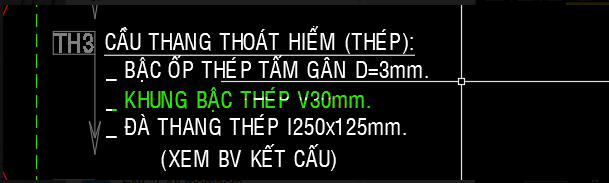 TH3 CẦU THANG THOÁT HIỂM (THÉP):
_ BẬC ỐP THÉP TẤM GÂN D=3mm.
_ KHUNG BẬC THÉP V30mm.
_ ĐÀ THANG THÉP I250x125mm.
(XEM BV KẾT CẤU)